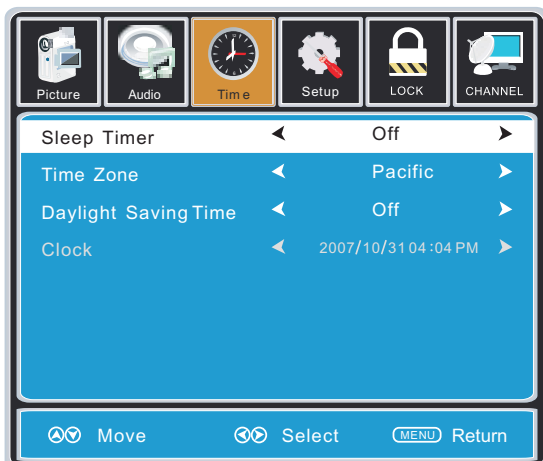 Picture Audio Time Setup LOCK CHANNEL
Sleep Timer Off
Time Zone Pacific
Daylight Saving Time Off
Clock 2007/10/31 04:04 PM
Move Select MENU Return